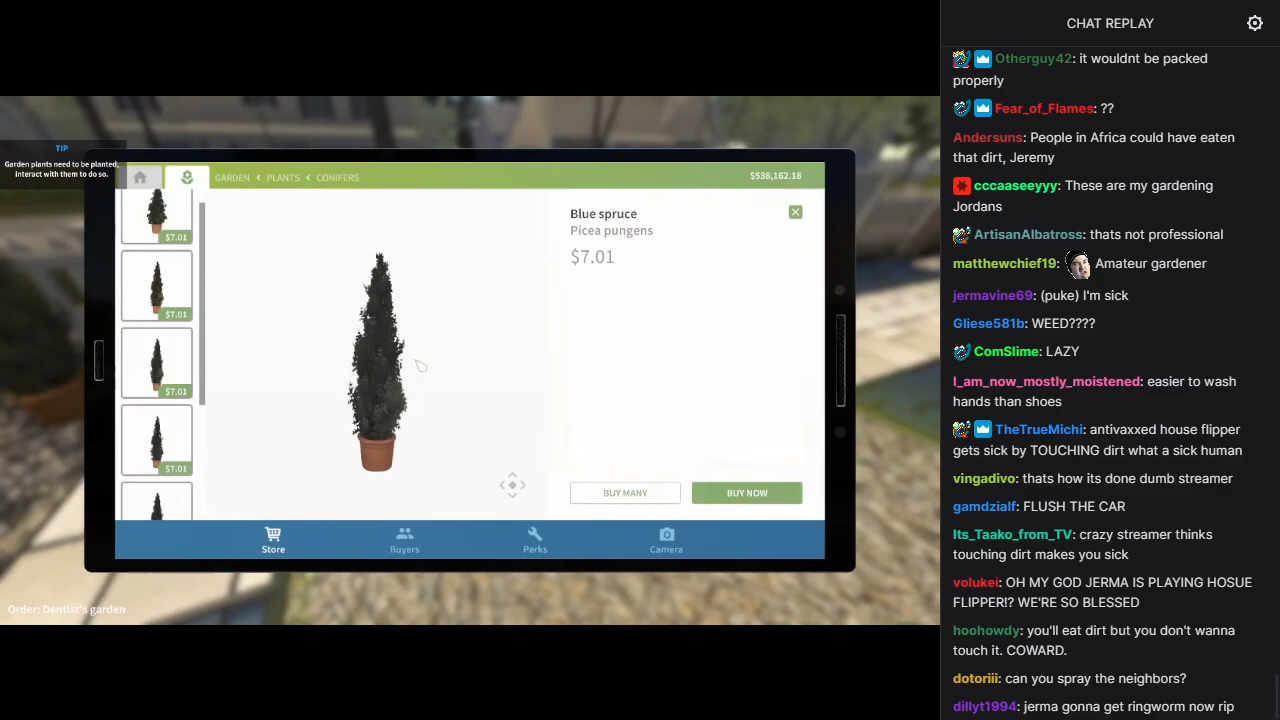 TIP
Garden plants need to be planted,
Interact with them to do so.
GARDEN < PLANTS < CONIFERS
$538,162.18
$7.01
$7.01
$7.01
$7.01
Blue spruce
Picea pungens
$7.01
BUY MANY
BUY NOW
Store
Buyers
Perks
Camera
Order: Dentist's garden
CHAT REPLAY
Otherguy42: it wouldnt be packed
properly
Fear_of_Flames: ??
Andersuns: People in Africa could have eaten
that dirt, Jeremy
cccaaseeyyy: These are my gardening
Jordans
ArtisanAlbatross: thats not professional
matthewchief19: Amateur gardener
jermavine69: (puke) I'm sick
Gliese581b: WEED????
ComSlime: LAZY
I_am_now_mostly_moistened: easier to wash
hands than shoes
TheTrueMichi: antivaxxed house flipper
gets sick by TOUCHING dirt what a sick human
vingadivo: thats how its done dumb streamer
gamdzialf: FLUSH THE CAR
Its_Taako_from_TV: crazy streamer thinks
touching dirt makes you sick
volukei: OH MY GOD JERMA IS PLAYING HOSUE
FLIPPER!? WE'RE SO BLESSED
hoohowdy: you'll eat dirt but you don't wanna
touch it. COWARD.
dotoriii: can you spray the neighbors?
dillyt1994: jerma gonna get ringworm now rip